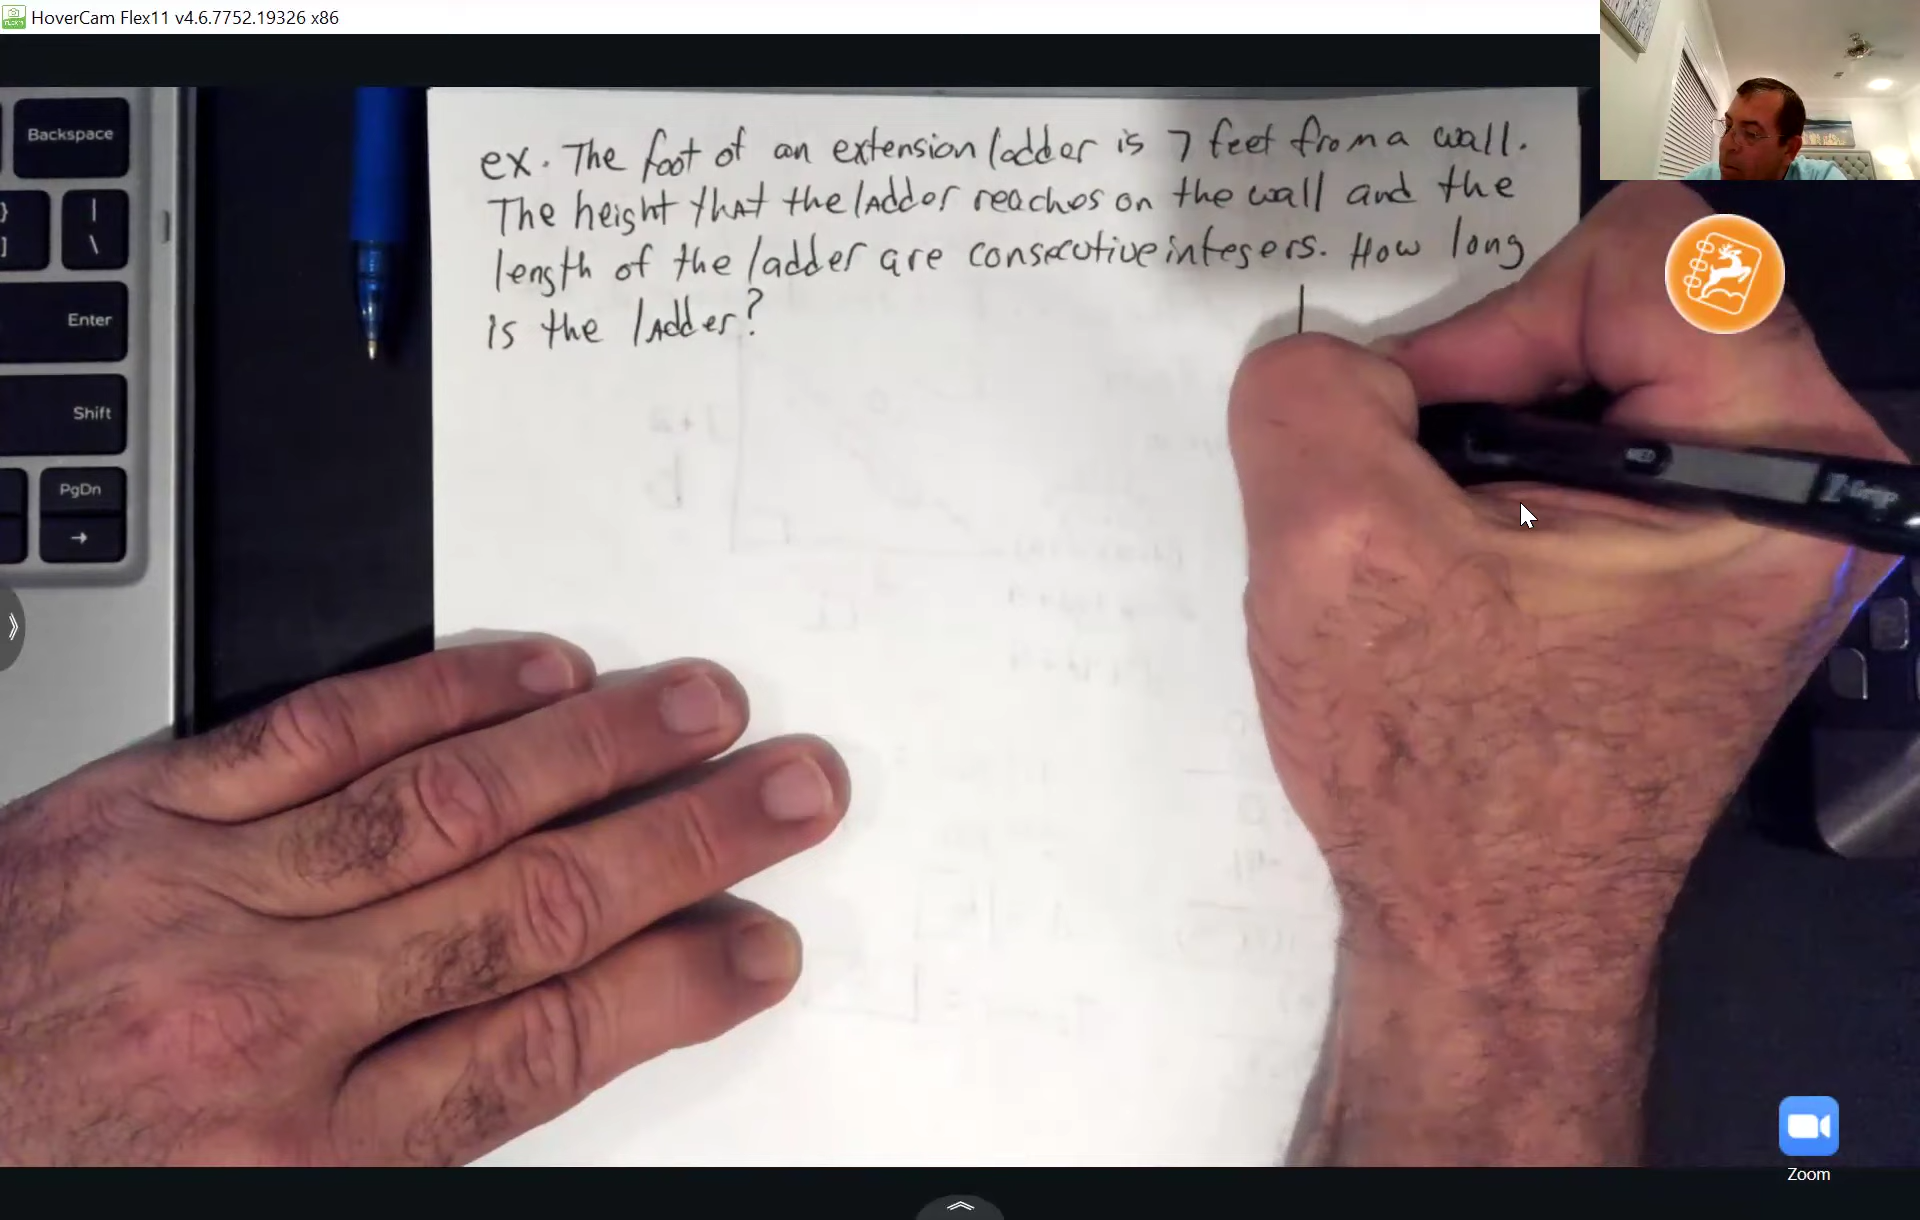 HoverCam Flex11 v4.6.7752.19326 x86
ex. The foot of an extension ladder is 7 feet from a wall.
The height that the ladder reaches on the wall and the
length of the ladder are consecutive integers. How long
is the ladder?
Backspace
}
]
|
\
Enter
Shift
PgDn
→
MED
Zoom